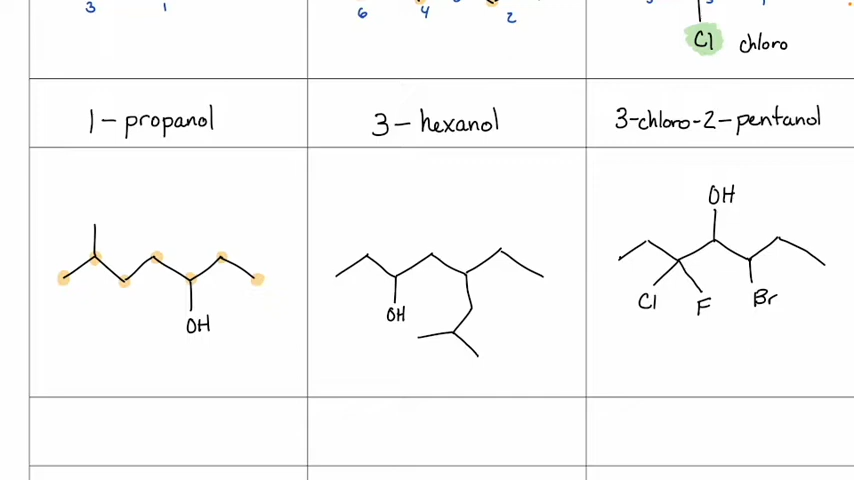 3 1
6 4 2
Cl chloro
1-propanol
3-hexanol
3-chloro-2-pentanol
OH
OH
OH
Cl F Br